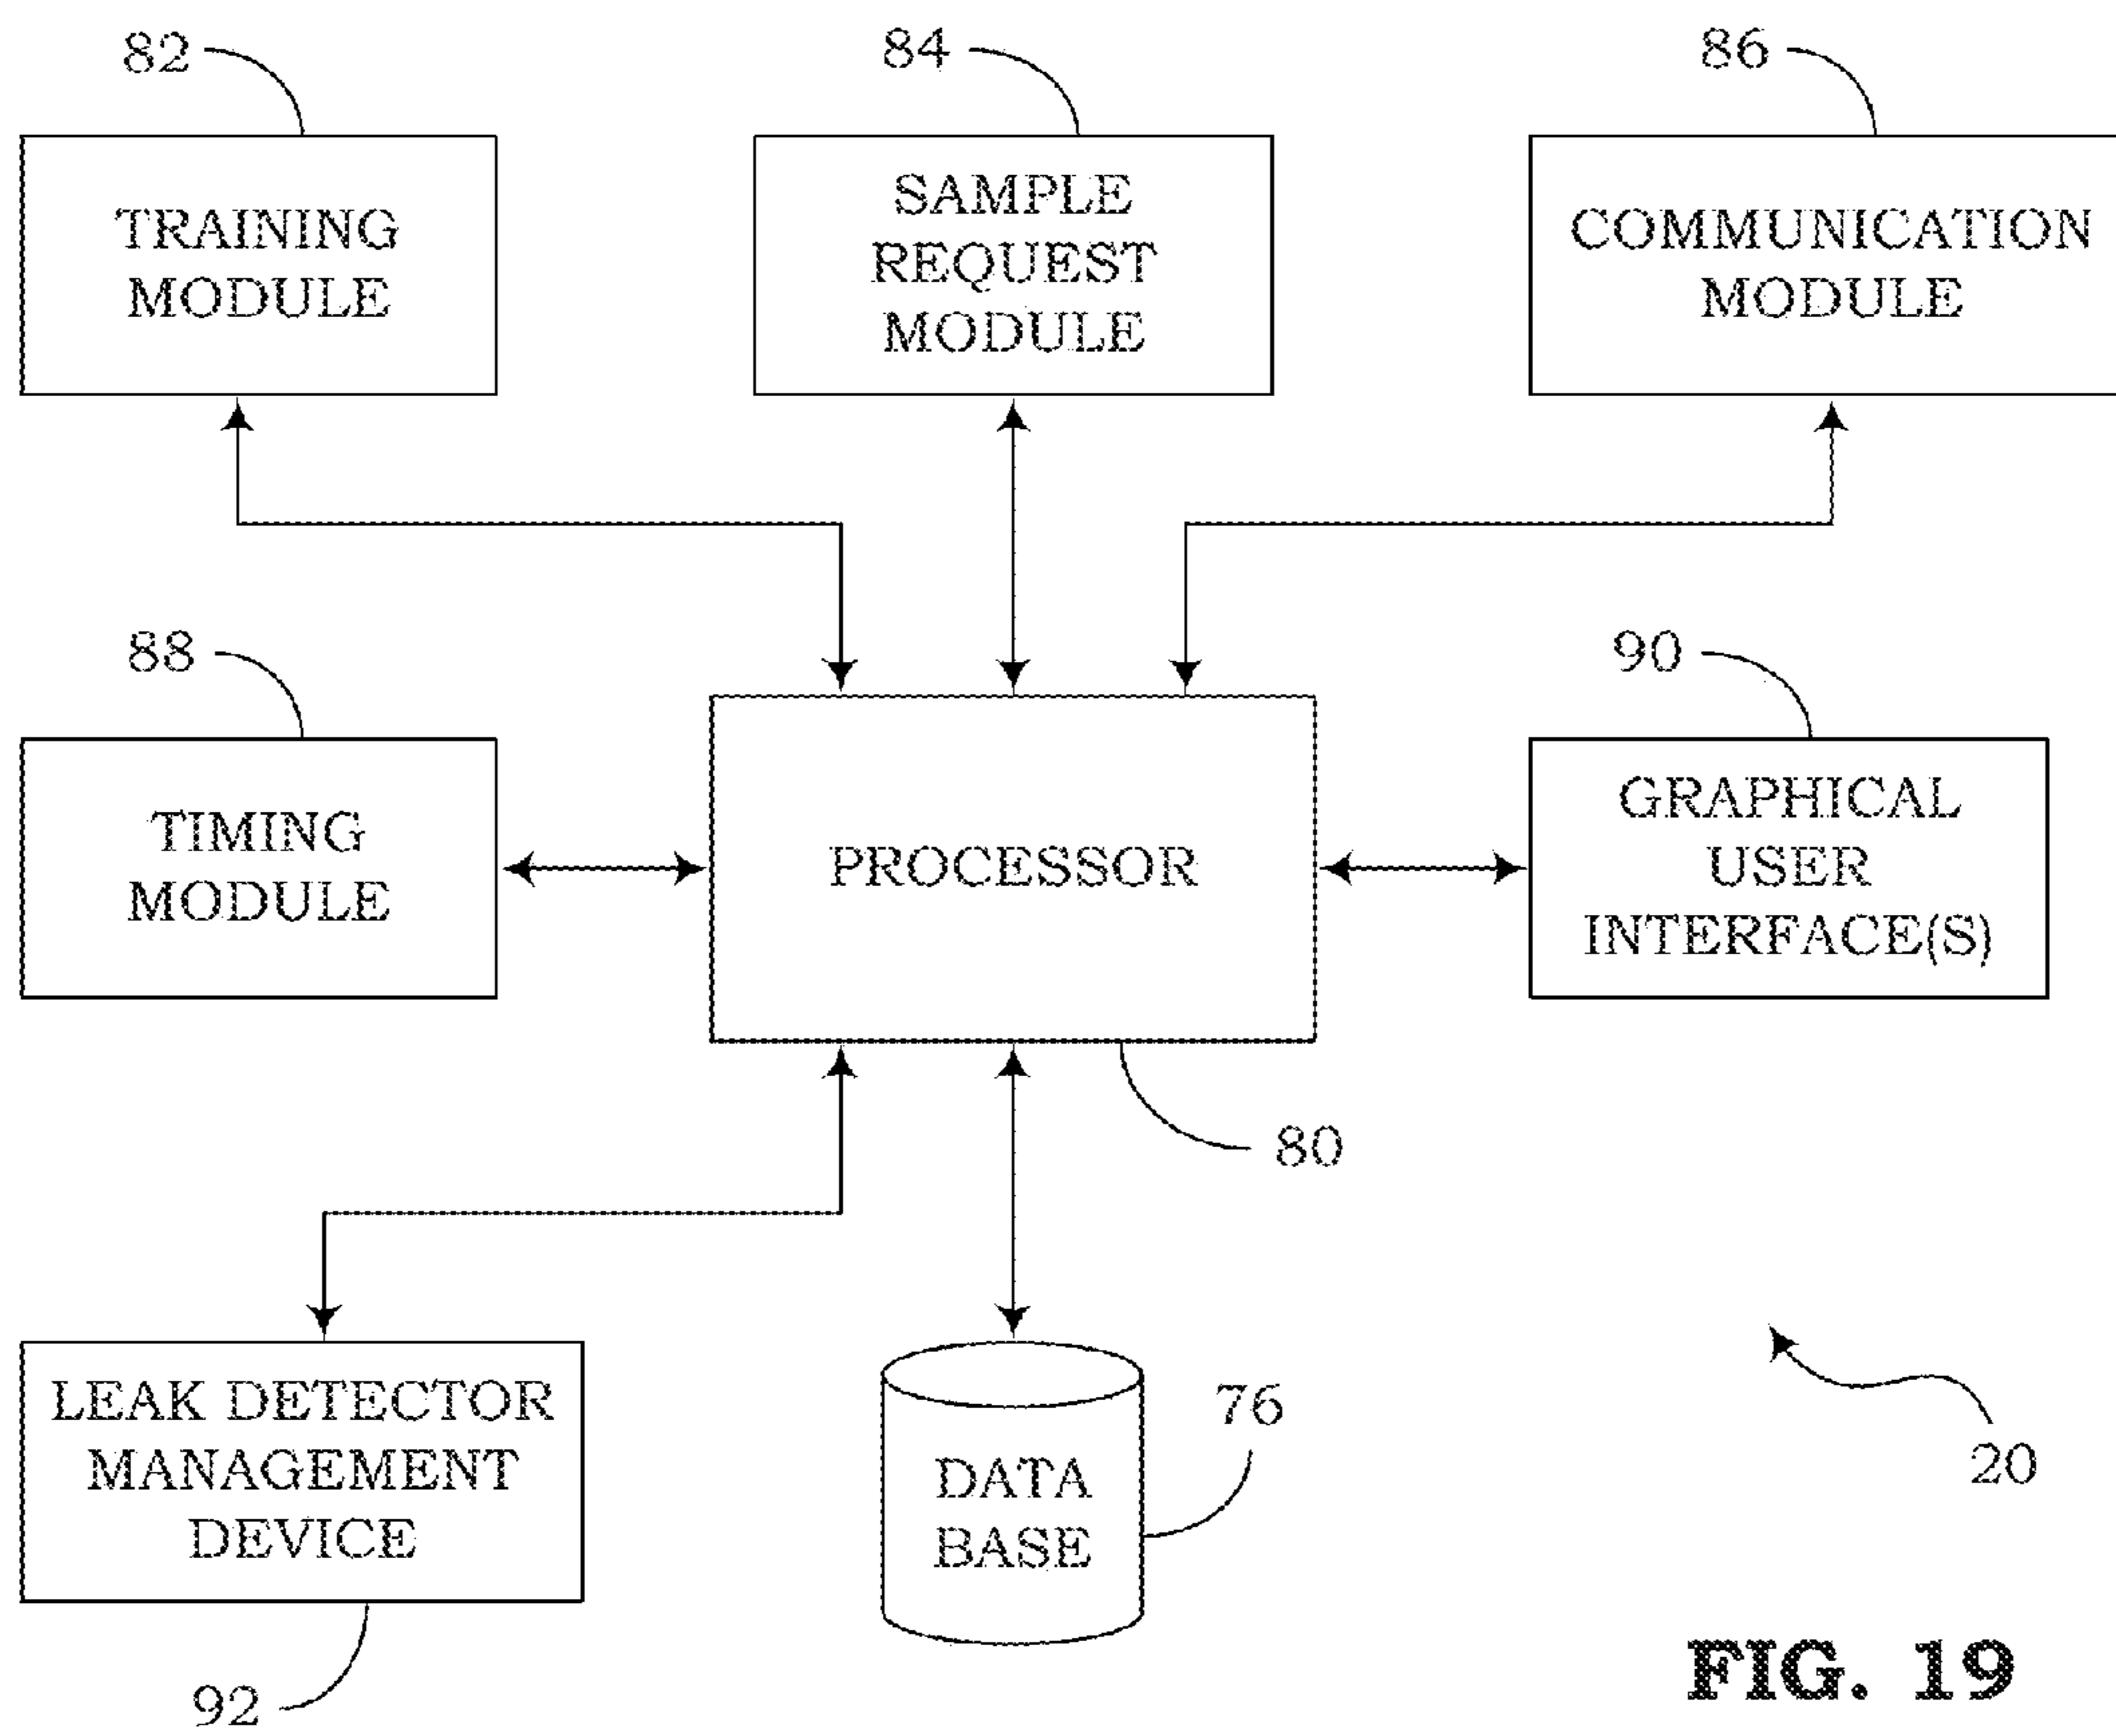 82
84
86
TRAINING
MODULE
SAMPLE
REQUEST
MODULE
COMMUNICATION
MODULE
88
90
TIMING
MODULE
PROCESSOR
GRAPHICAL
USER
INTERFACE(S)
80
LEAK DETECTOR
MANAGEMENT
DEVICE
DATA
BASE
76
20
92
FIG. 19